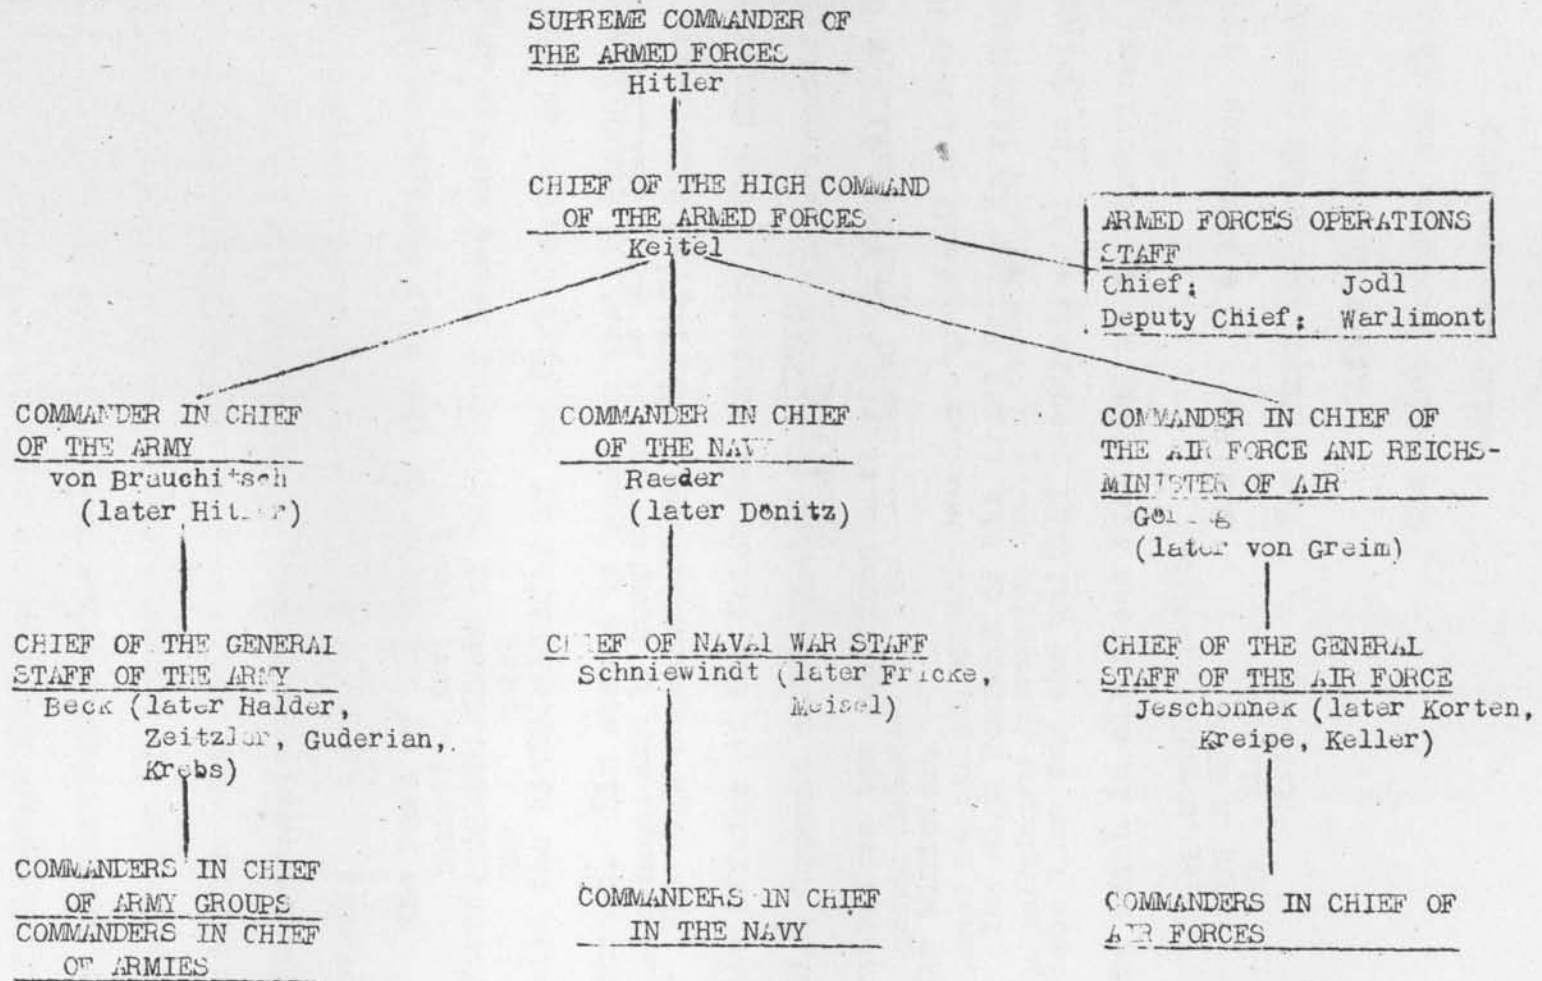 SUPREME COMMANDER OF
THE ARMED FORCES
Hitler
CHIEF OF THE HIGH COMMAND
OF THE ARMED FORCES
Keitel
ARMED FORCES OPERATIONS
STAFF
Chief: Jodl
Deputy Chief: Warlimont
COMMANDER IN CHIEF
OF THE ARMY
von Brauchitsch
(later Hitler)
CHIEF OF THE GENERAL
STAFF OF THE ARMY
Beck (later Halder,
Zeitzler, Guderian,
Krebs)
COMMANDERS IN CHIEF
OF ARMY GROUPS
COMMANDERS IN CHIEF
OF ARMIES
COMMANDER IN CHIEF
OF THE NAVY
Raeder
(later Donitz)
CHIEF OF NAVAL WAR STAFF
Schniewindt (later Fricke,
Meisel)
COMMANDERS IN CHIEF
IN THE NAVY
COMMANDER IN CHIEF OF
THE AIR FORCE AND REICHS-
MINISTER OF AIR
(later von Greim)
CHIEF OF THE GENERAL
STAFF OF THE AIR FORCE
Jeschonnek (later Korten,
Kreipe, Keller)
COMMANDERS IN CHIEF OF
AIR FORCES